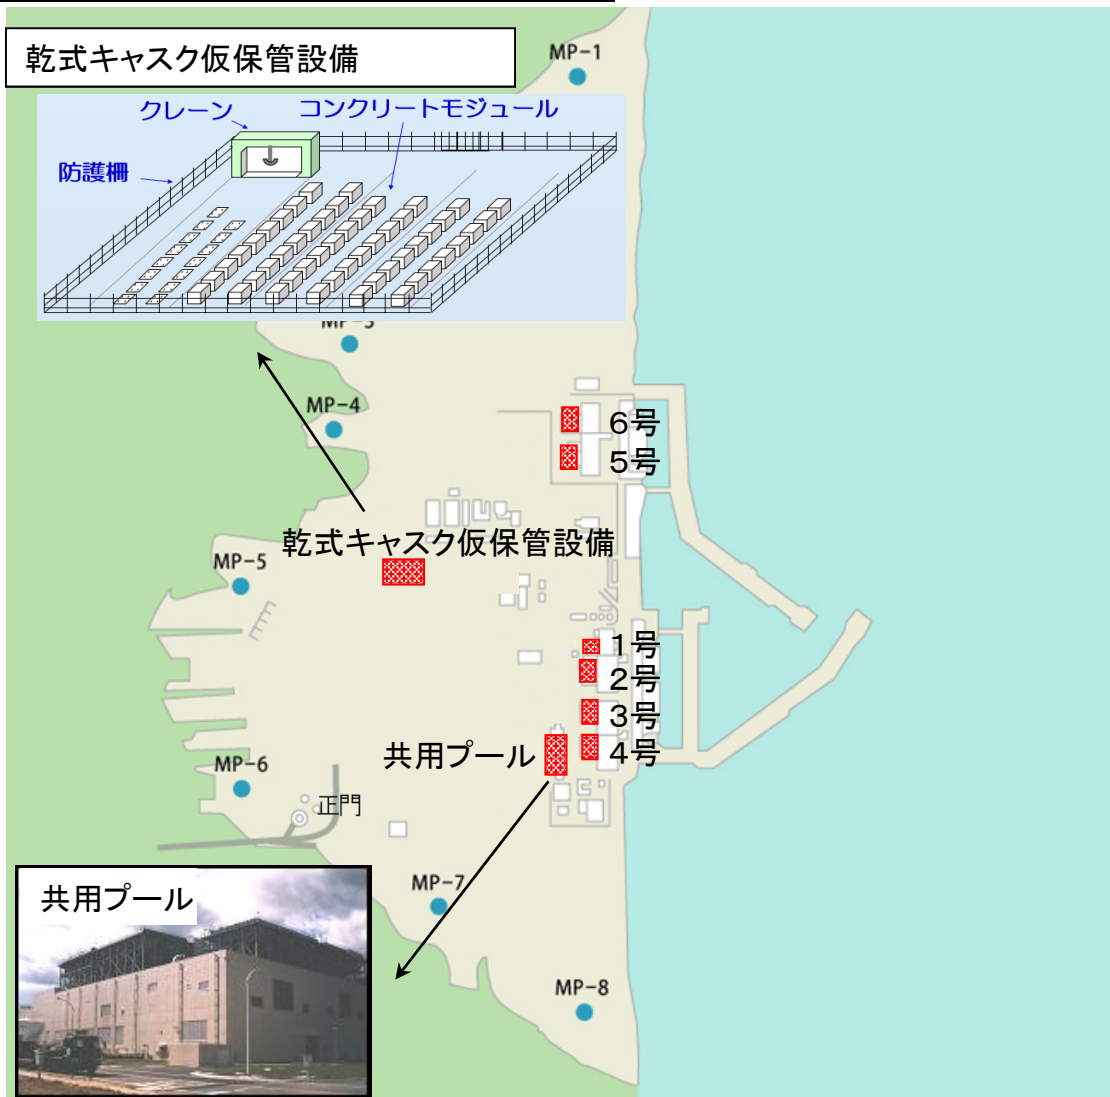 乾式キャスク仮保管設備
MP-1
クレーン
コンクリートモジュール
防護柵
MP-3
MP-4
6号
5号
乾式キャスク仮保管設備
MP-5
1号
2号
3号
共用プール
4号
MP-6
正門
共用プール
MP-7
MP-8